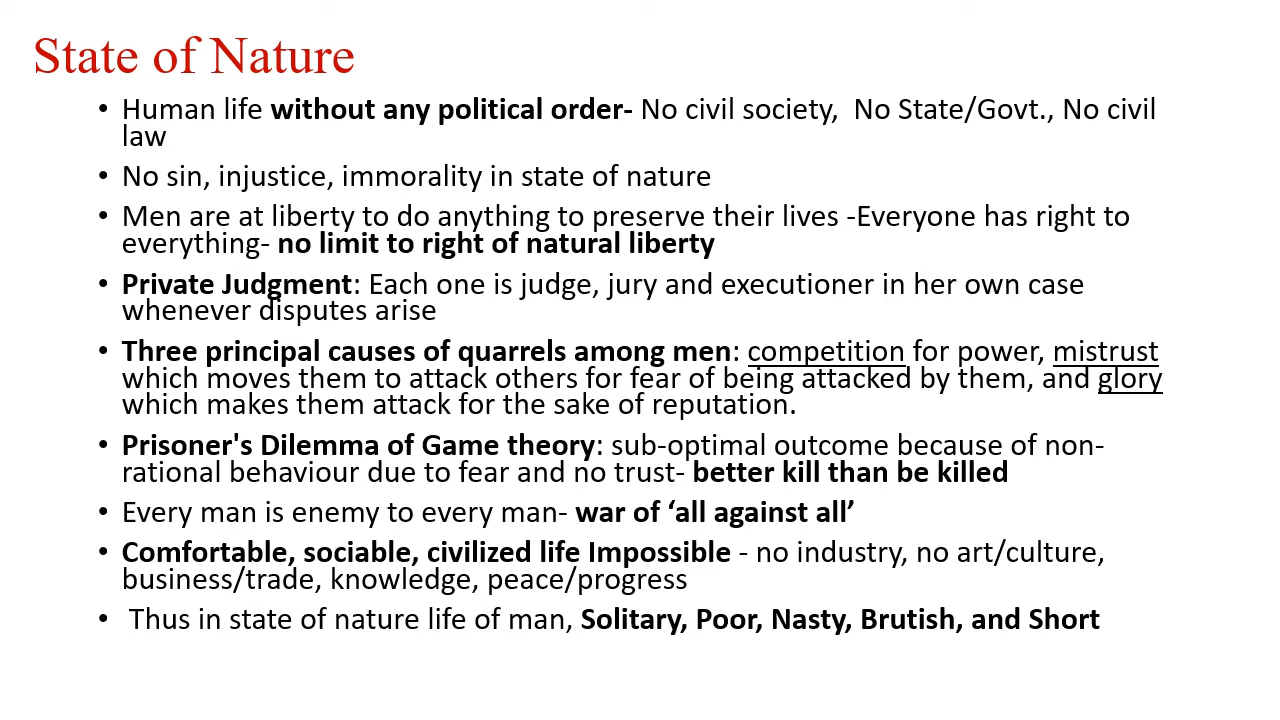 State of Nature
• Human life without any political order- No civil society,  No State/Govt., No civil
law
• No sin, injustice, immorality in state of nature
• Men are at liberty to do anything to preserve their lives -Everyone has right to
everything- no limit to right of natural liberty
• Private Judgment: Each one is judge, jury and executioner in her own case
whenever disputes arise
• Three principal causes of quarrels among men: competition for power, mistrust
which moves them to attack others for fear of being attacked by them, and glory
which makes them attack for the sake of reputation.
• Prisoner's Dilemma of Game theory: sub-optimal outcome because of non-
rational behaviour due to fear and no trust- better kill than be killed
• Every man is enemy to every man- war of ‘all against all’
• Comfortable, sociable, civilized life Impossible - no industry, no art/culture,
business/trade, knowledge, peace/progress
• Thus in state of nature life of man, Solitary, Poor, Nasty, Brutish, and Short